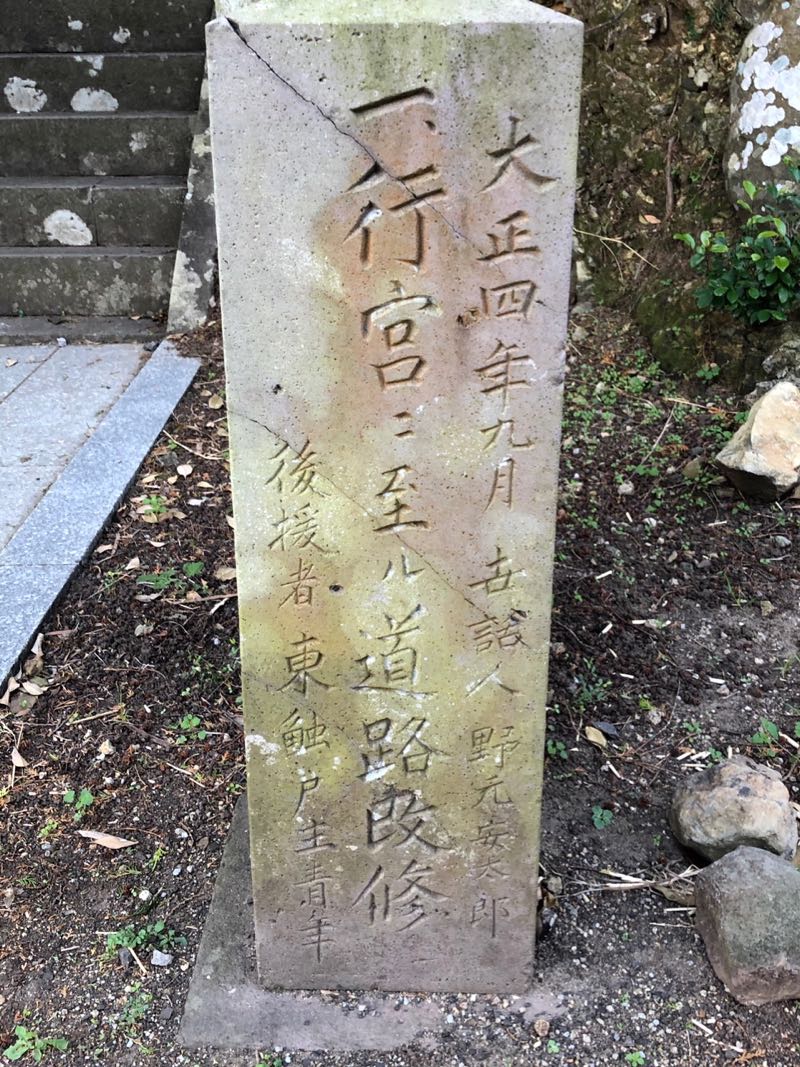 大正四年九月 世話人 野元安太郎
一、行宮ニ至ル道路改修
後援者 東触戸主青年